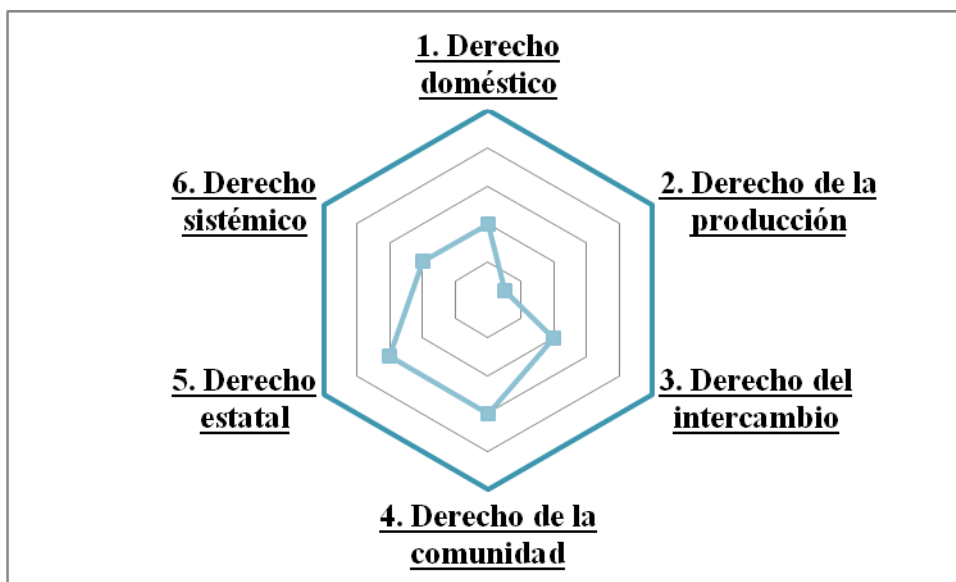 1. Derecho
doméstico
2. Derecho de la
producción
3. Derecho del
intercambio
4. Derecho de la
comunidad
5. Derecho
estatal
6. Derecho
sistémico